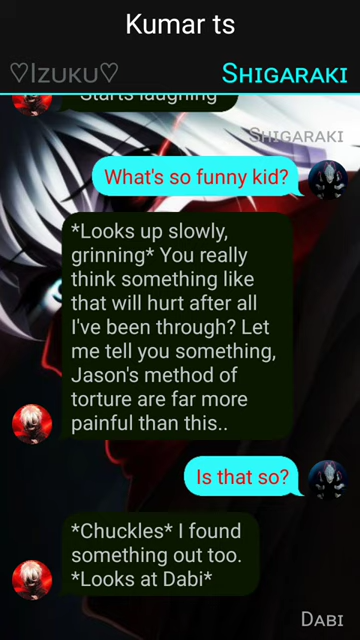 Kumar ts
♡Izuku♡ Shigaraki
Starts laughing
Shigaraki
What's so funny kid?
*Looks up slowly,
grinning* You really
think something like
that will hurt after all
I've been through? Let
me tell you something,
Jason's method of
torture are far more
painful than this..
Is that so?
*Chuckles* I found
something out too.
*Looks at Dabi*
Dabi